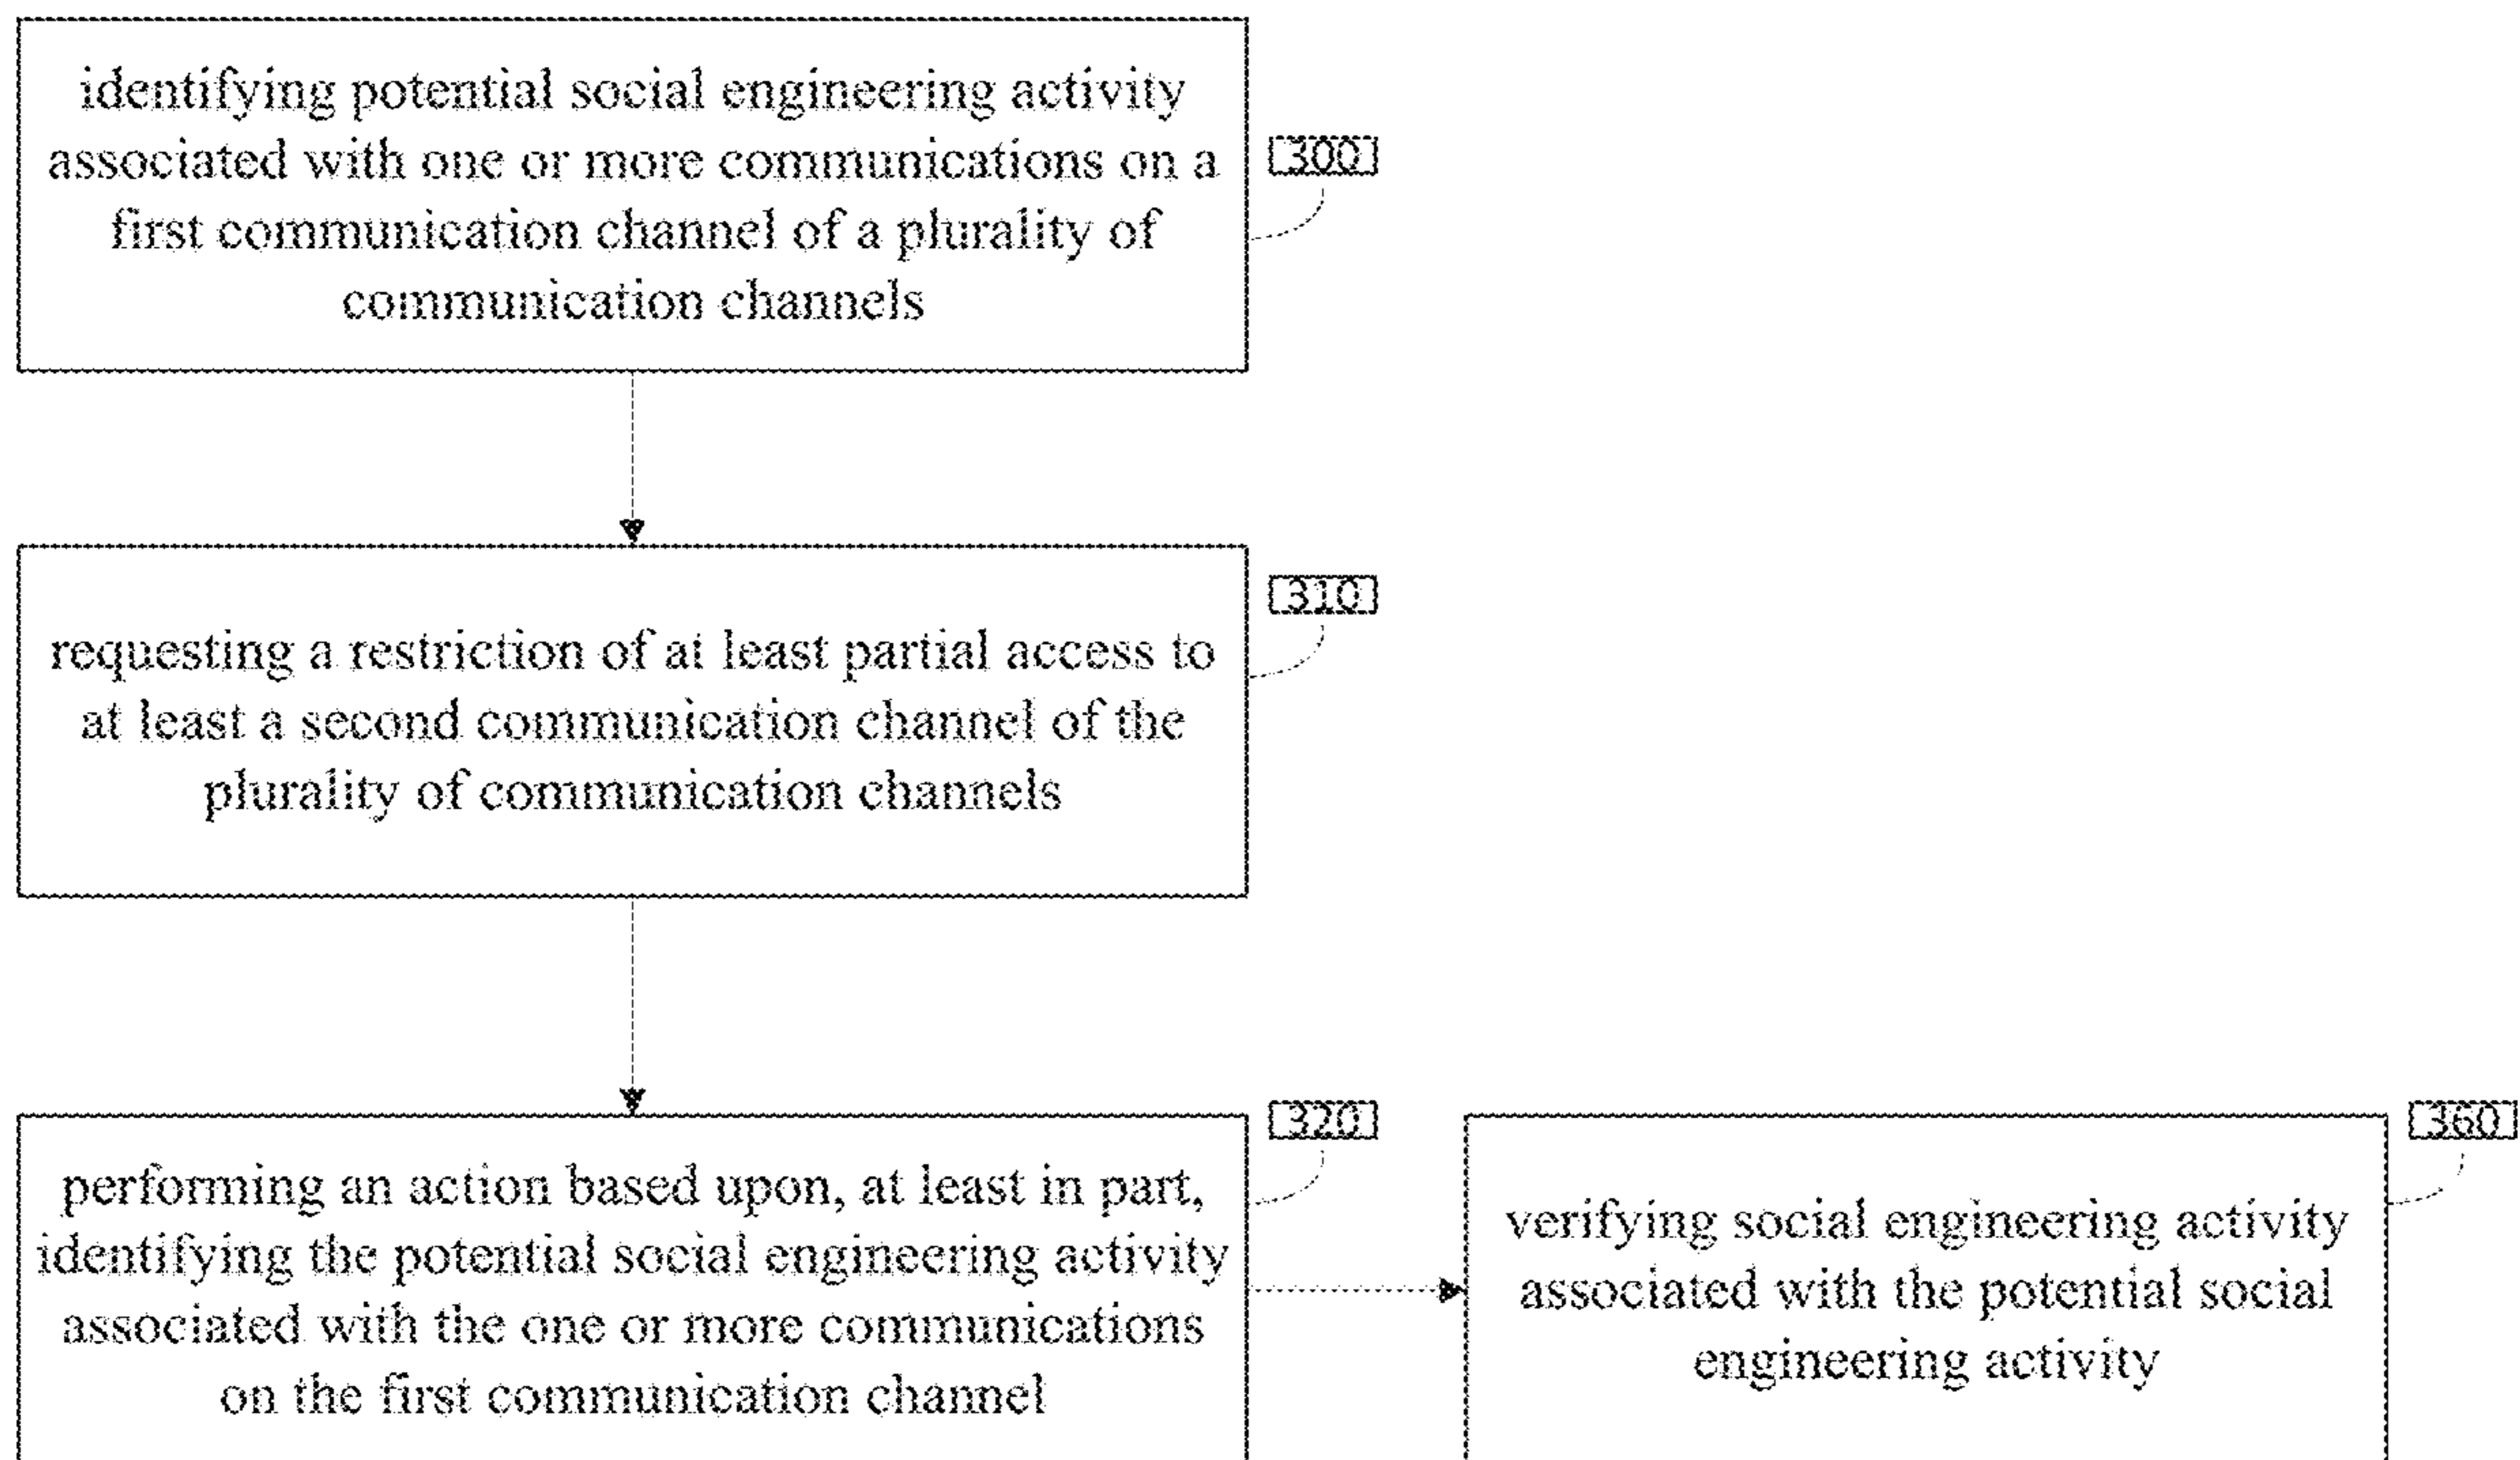 identifying potential social engineering activity
associated with one or more communications on a
first communication channel of a plurality of
communication channels
300
requesting a restriction of at least partial access to
at least a second communication channel of the
plurality of communication channels
310
performing an action based upon, at least in part,
identifying the potential social engineering activity
associated with the one or more communications
on the first communication channel
320
verifying social engineering activity
associated with the potential social
engineering activity
360